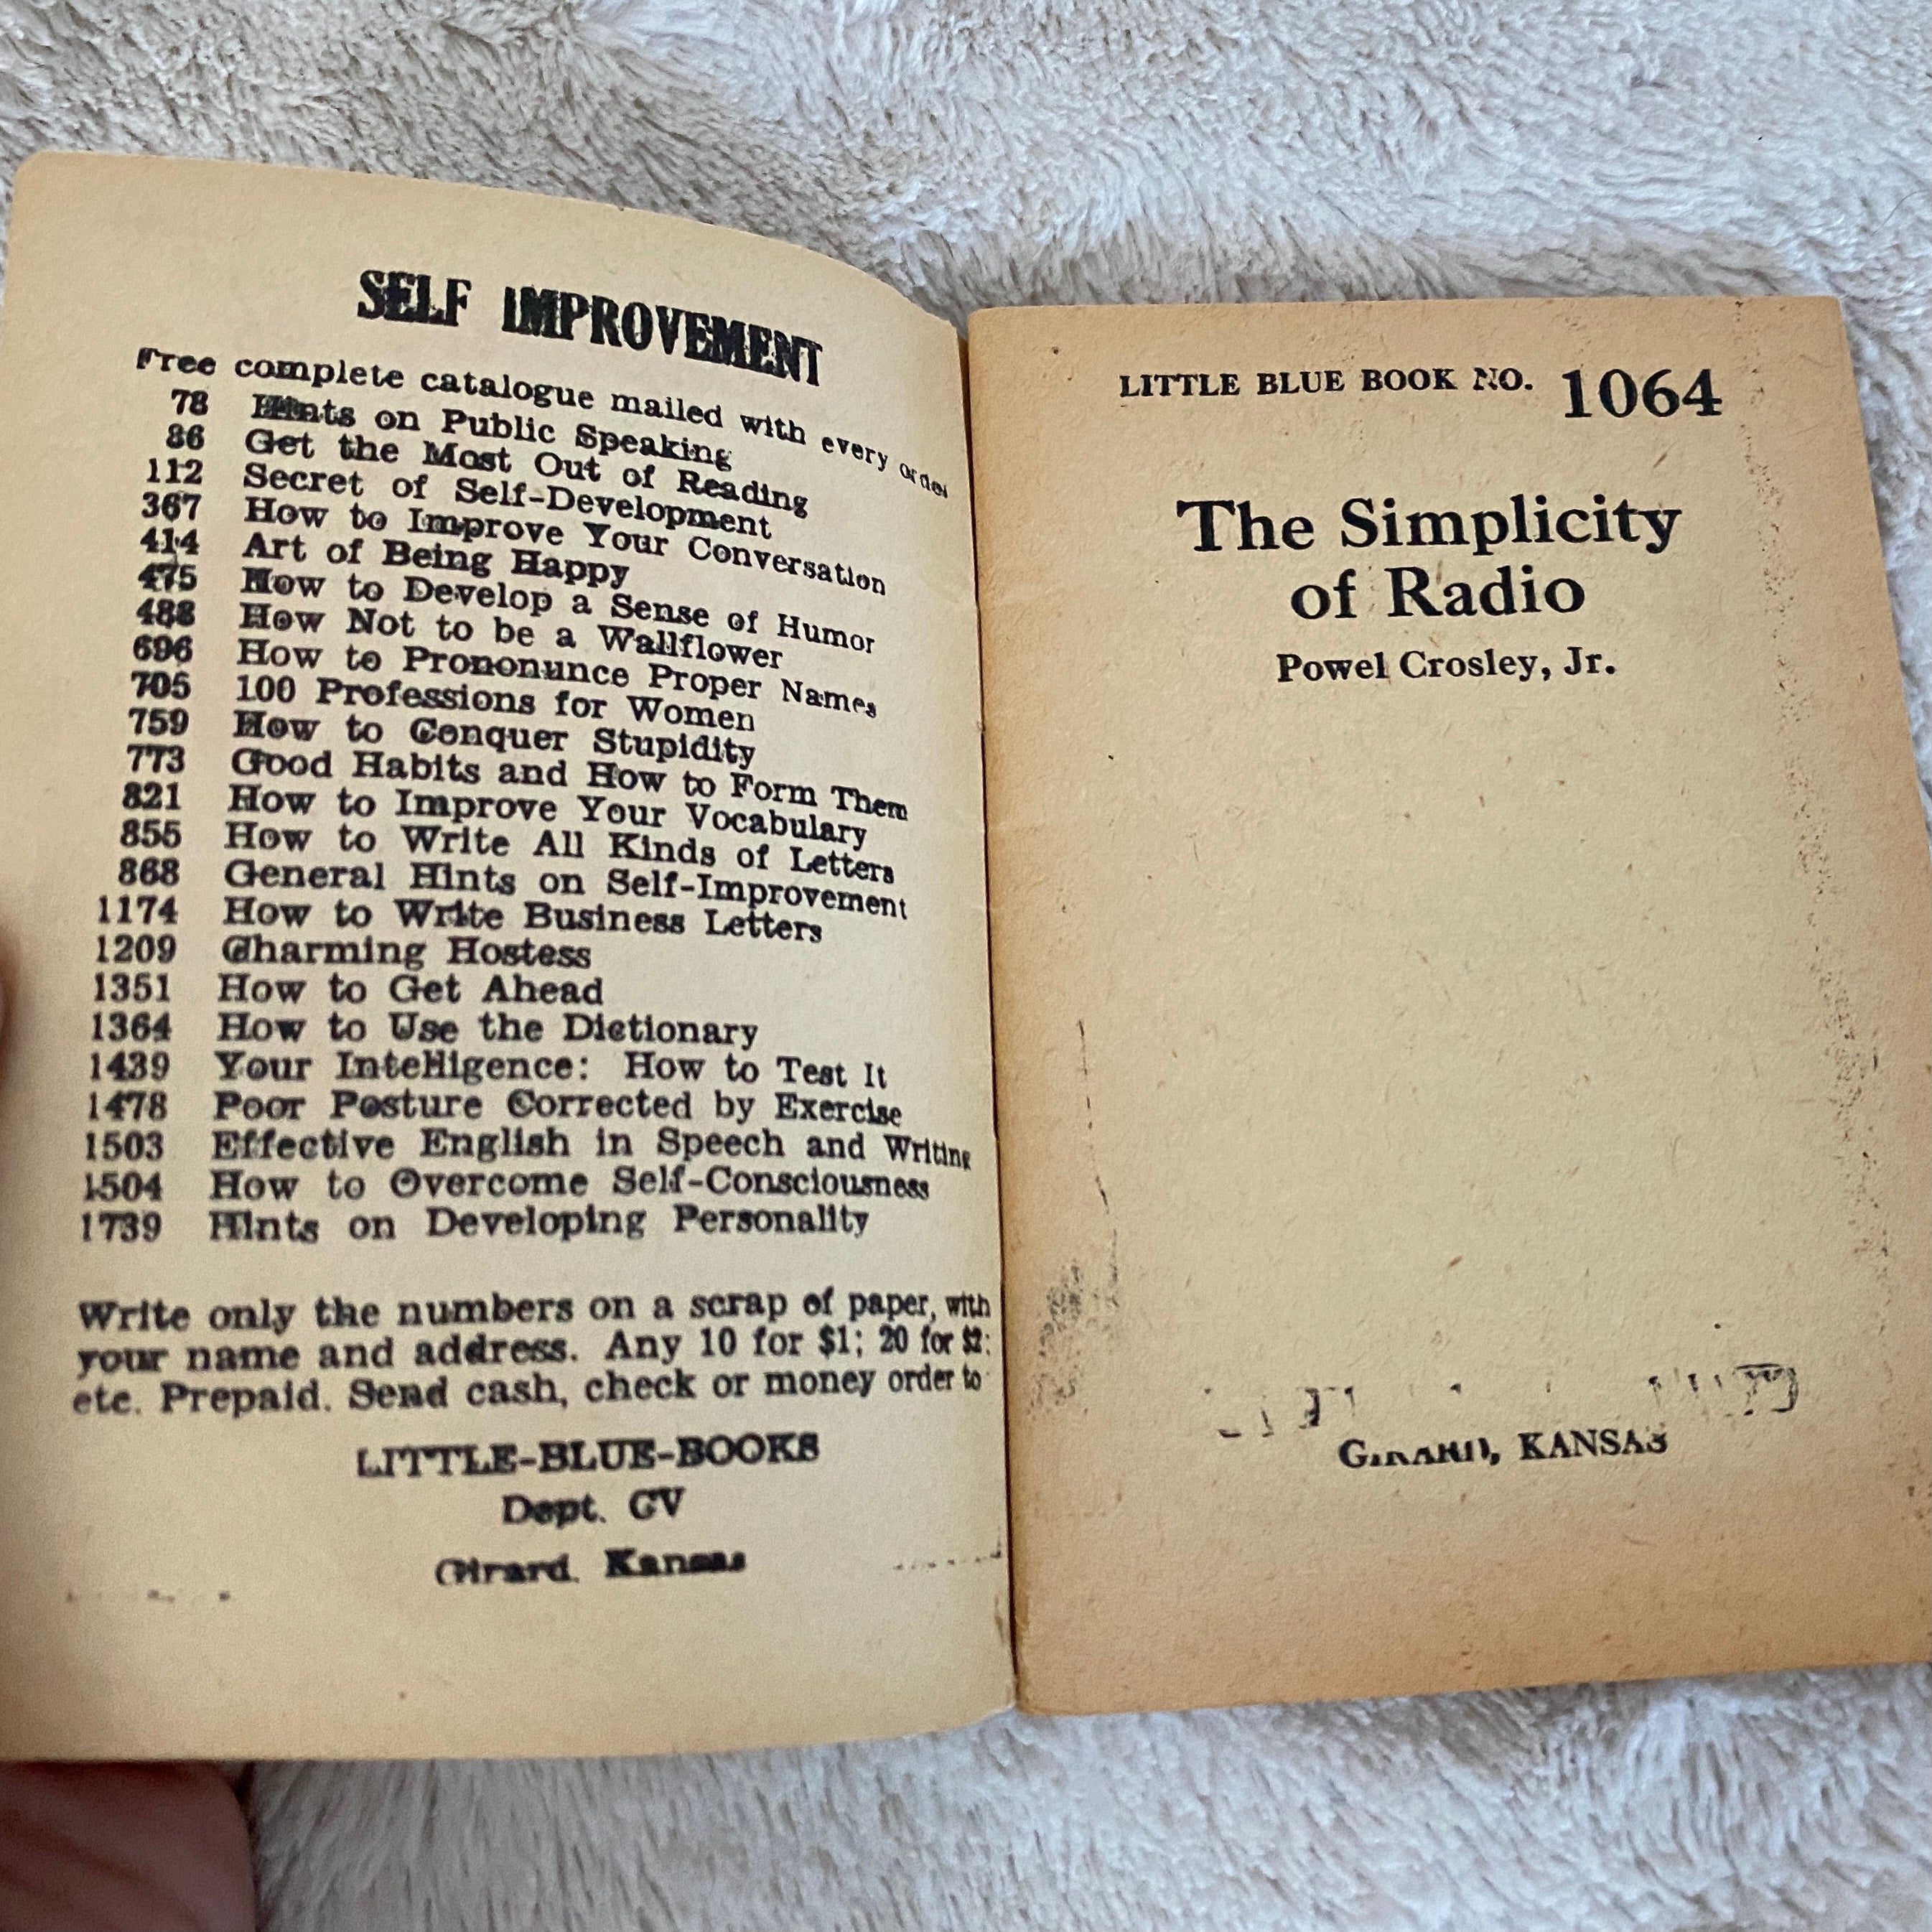 SELF IMPROVEMENT
Free complete catalogue mailed with every order
78 Hints on Public Speaking
86 Get the Most Out of Reading
112 Secret of Self-Development
367 How to Improve Your Conversation
414 Art of Being Happy
475 How to Develop a Sense of Humor
488 How Not to be a Wallflower
696 How to Prononunce Proper Names
705 100 Professions for Women
759 How to Conquer Stupidity
773 Good Habits and How to Form Them
821 How to Improve Your Vocabulary
855 How to Write All Kinds of Letters
868 General Hints on Self-Improvement
1174 How to Write Business Letters
1209 Charming Hostess
1351 How to Get Ahead
1364 How to Use the Dictionary
1439 Your Intelligence: How to Test It
1478 Poor Posture Corrected by Exercise
1503 Effective English in Speech and Writing
1504 How to Overcome Self-Consciousness
1739 Hints on Developing Personality
Write only the numbers on a scrap of paper, with
your name and address. Any 10 for $1; 20 for $2;
etc. Prepaid. Send cash, check or money order to
LITTLE-BLUE-BOOKS
Dept. CV
Girard, Kansas
LITTLE BLUE BOOK NO. 1064
The Simplicity
of Radio
Powel Crosley, Jr.
GIRARD, KANSAS